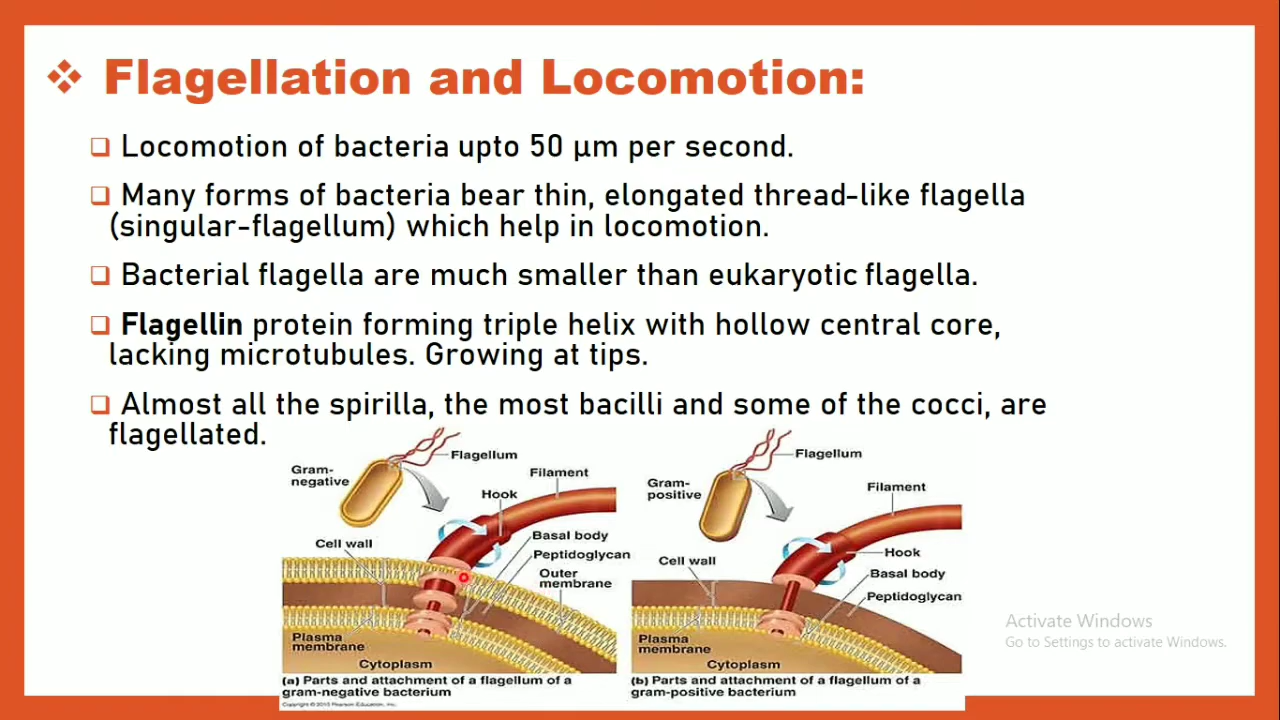 Flagellation and Locomotion:
Locomotion of bacteria upto 50 µm per second.
Many forms of bacteria bear thin, elongated thread-like flagella
(singular-flagellum) which help in locomotion.
Bacterial flagella are much smaller than eukaryotic flagella.
Flagellin protein forming triple helix with hollow central core,
lacking microtubules. Growing at tips.
Almost all the spirilla, the most bacilli and some of the cocci, are
flagellated.
Gram-
negative
Flagellum
Filament
Hook
Basal body
Peptidoglycan
Outer
membrane
Cell wall
Plasma
membrane
Cytoplasm
(a) Parts and attachment of a flagellum of a
gram-negative bacterium
Copyright © 2010 Pearson Education, Inc.
Gram-
positive
Flagellum
Filament
Hook
Basal body
Peptidoglycan
Cell wall
Plasma
membrane
Cytoplasm
(b) Parts and attachment of a flagellum of a
gram-positive bacterium
Activate Windows
Go to Settings to activate Windows.